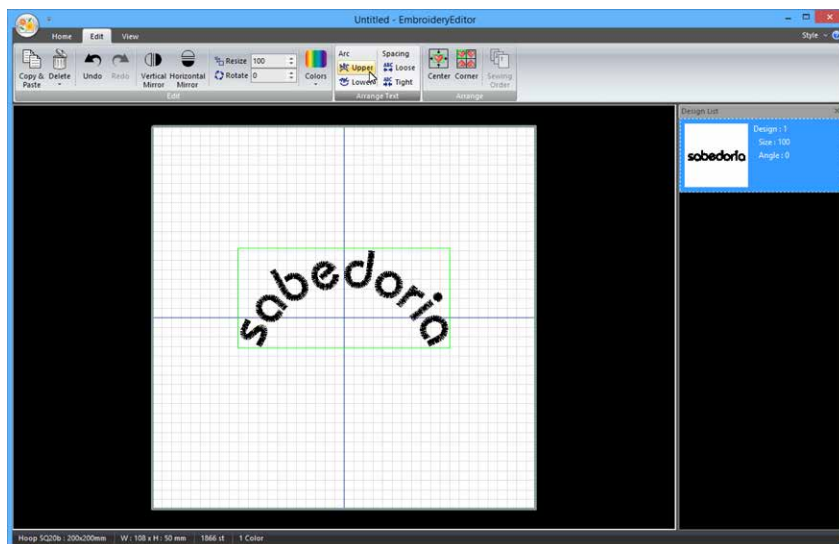 Untitled - EmbroideryEditor
Home Edit View Style
Copy & Paste
Delete
Undo
Redo
Vertical Mirror
Horizontal Mirror
Resize 100
Rotate 0
Edit
Colors
Arc
Upper
Lower
Spacing
Loose
Tight
Arrange Text
Center
Corner
Sewing Order
Arrange
sabedoria
Design List
sabedoria
Design : 1
Size : 100
Angle : 0
Hoop SQ20b : 200x200mm W : 108 x H : 50 mm 1866 st 1 Color